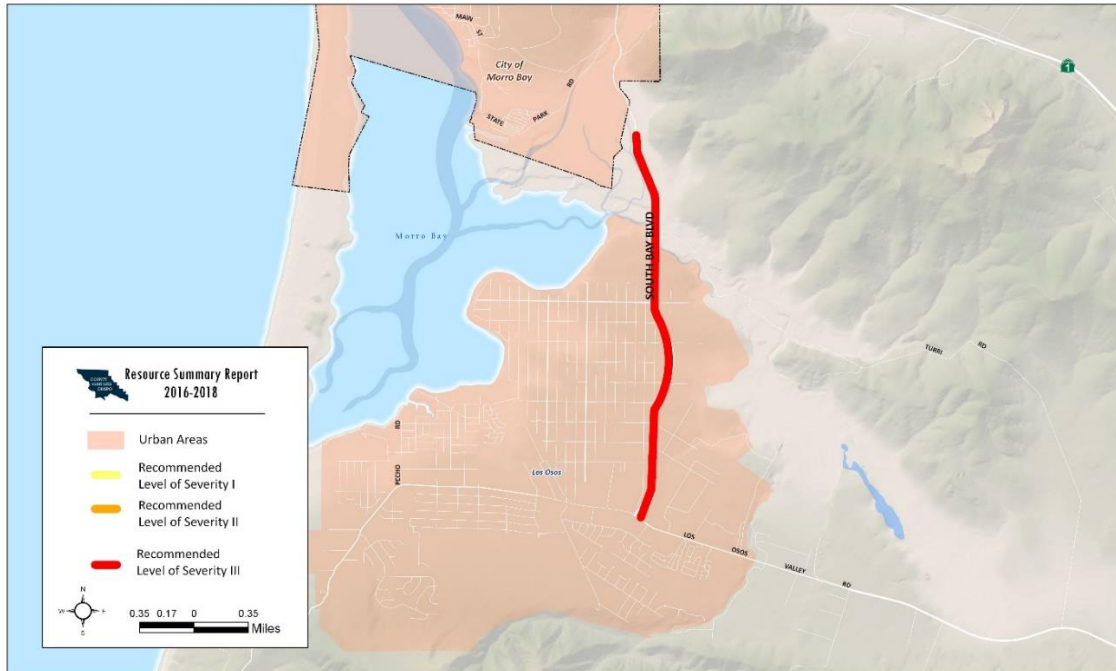 MAIN
ST
City of
Morro Bay
RD
PARK
STATE
1
SOUTH BAY BLVD
Morro Bay
TURRI
RD
RD
PECHO
Los Osos
LOS
OSOS
VALLEY
RD
Resource Summary Report
2016-2018
Urban Areas
Recommended
Level of Severity I
Recommended
Level of Severity II
Recommended
Level of Severity III
N
W
E
S
0.35 0.17 0 0.35
Miles